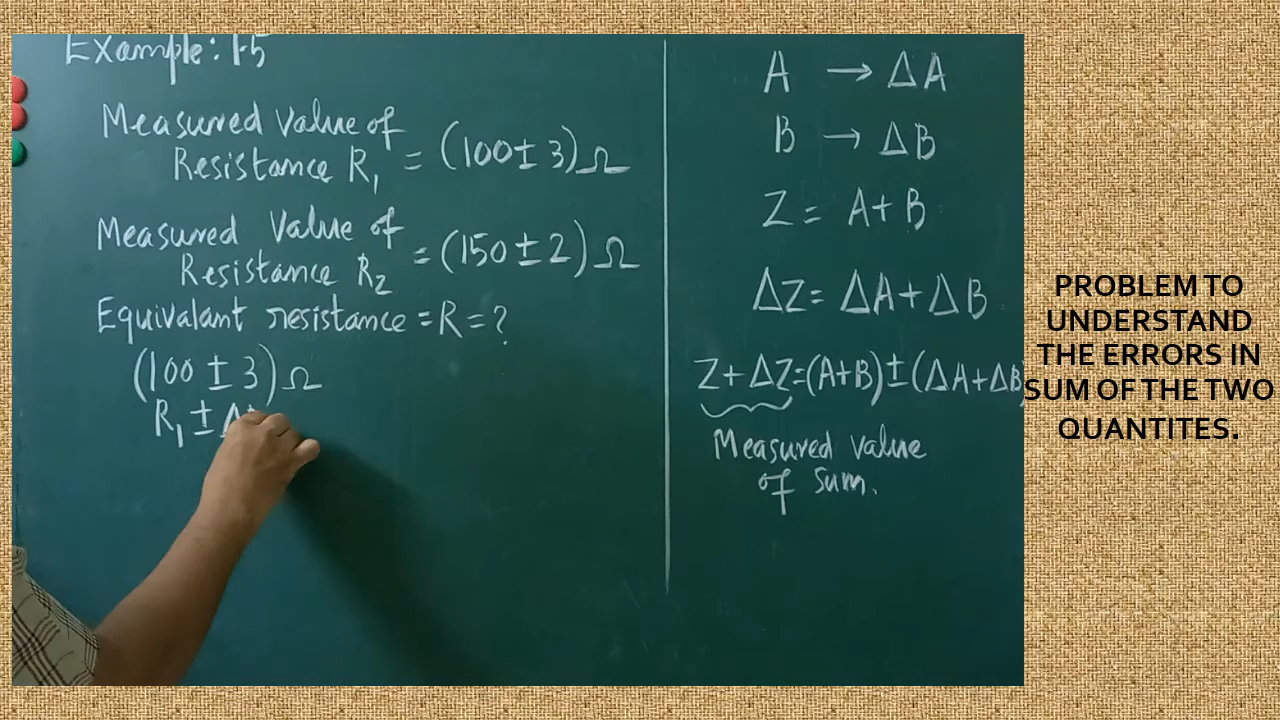 Example: 1.5
Measured Value of
Resistance R₁ = (100 ± 3) Ω
Measured Value of
Resistance R₂ = (150 ± 2) Ω
Equivalant resistance = R = ?
(100 ± 3) Ω
R₁ ± Δ
A → ΔA
B → ΔB
Z = A + B
ΔZ = ΔA + ΔB
Z + ΔZ = (A+B) ± (ΔA + ΔB
Measured value
of Sum.
PROBLEM TO
UNDERSTAND
THE ERRORS IN
SUM OF THE TWO
QUANTITES.